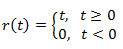 r(t) = { t, t ≥ 0
0, t < 0